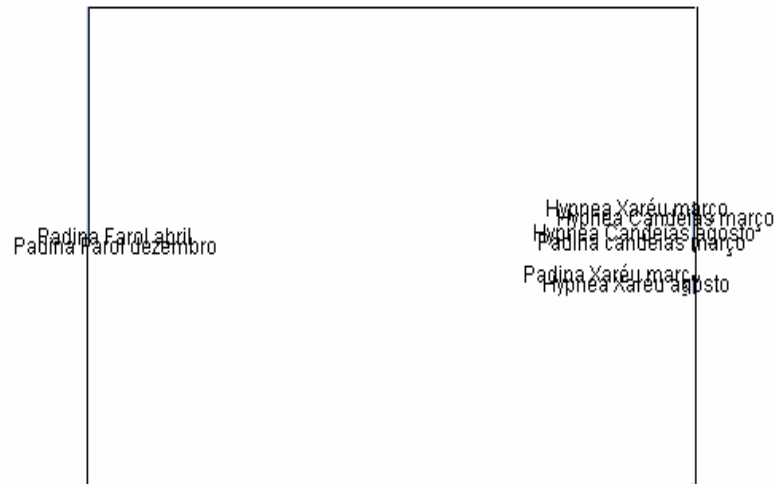 Hypnea Xaréu março
Hypnea Candeias março
Padina Farol abril
Hypnea Candeias agosto
Padina Farol dezembro
Padina candeias março
Padina Xaréu março
Hypnea Xaréu agosto